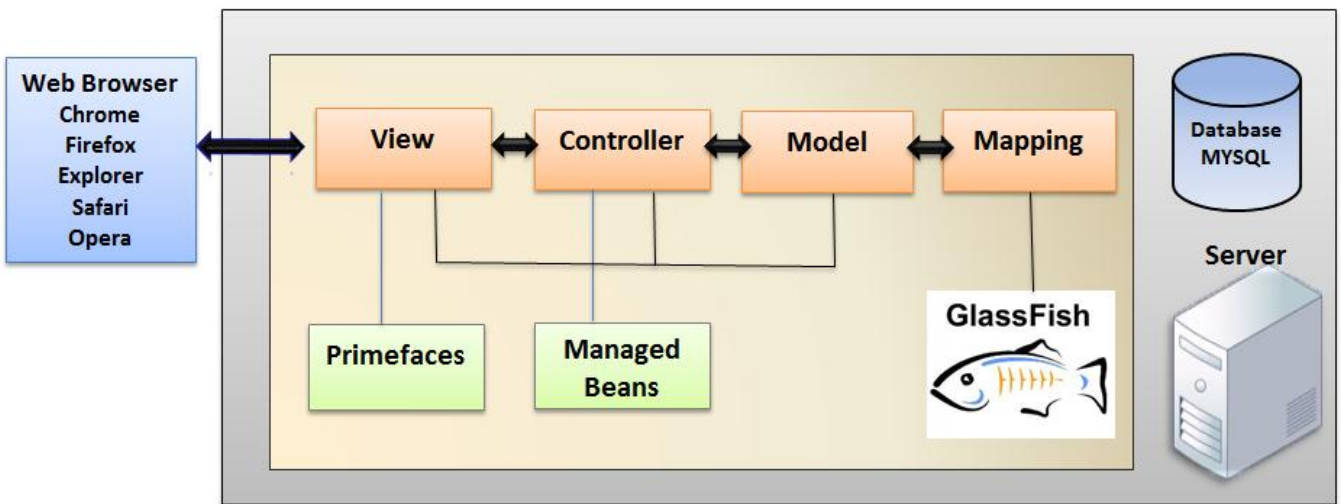 Web Browser
Chrome
Firefox
Explorer
Safari
Opera
View
Controller
Model
Mapping
Primefaces
Managed
Beans
GlassFish
Database
MYSQL
Server